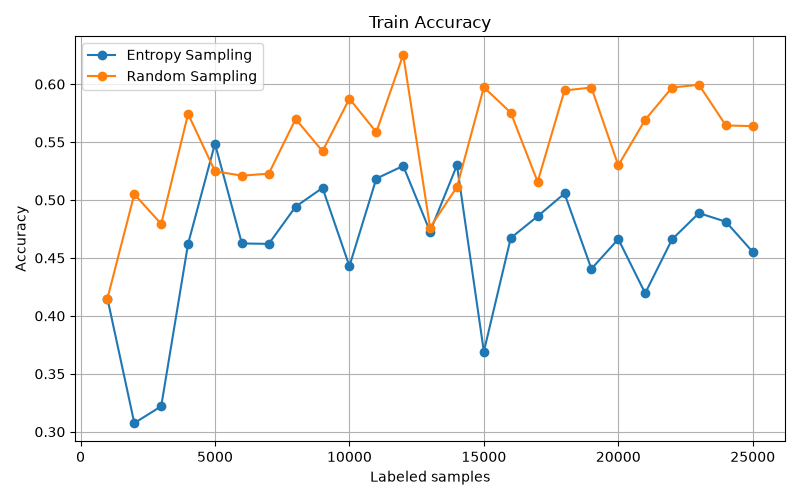 Train Accuracy
Entropy Sampling
Random Sampling
0.60
0.55
0.50
0.45
0.40
0.35
0.30
Accuracy
0
5000
10000
15000
20000
25000
Labeled samples